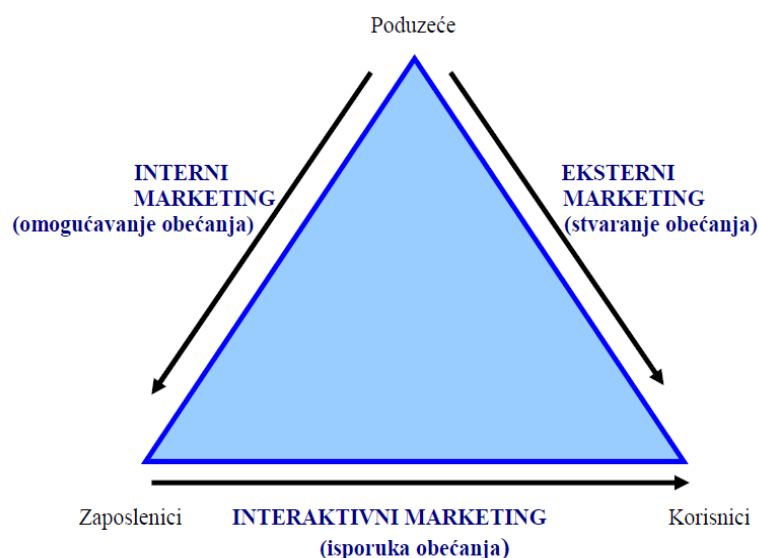 Poduzeće
INTERNI
MARKETING
(omogućavanje obećanja)
EKSTERNI
MARKETING
(stvaranje obećanja)
Zaposlenici
INTERAKTIVNI MARKETING
(isporuka obećanja)
Korisnici